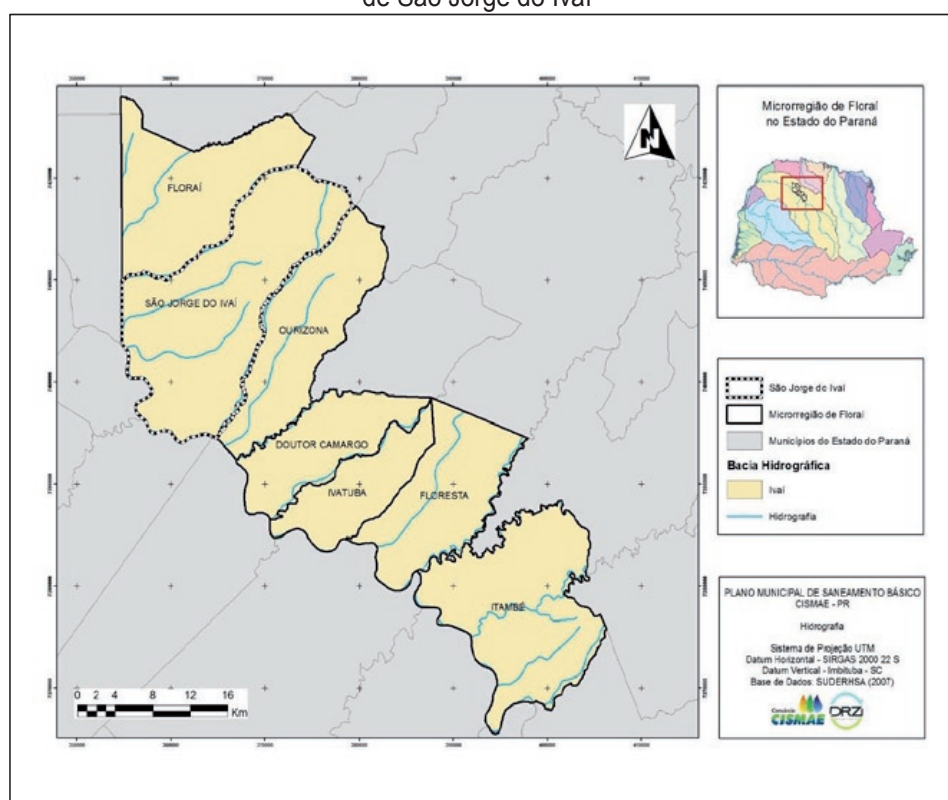 de São Jorge do Ivaí
N
FLORAÍ
SÃO JORGE DO IVAÍ
OURIZONA
DOUTOR CAMARGO
IVATUBA
FLORESTA
ITAMBÉ
0 2 4 8 12 16
Km
Microrregião de Floraí
no Estado do Paraná
São Jorge do Ivaí
Microrregião de Floraí
Municípios do Estado do Paraná
Bacia Hidrográfica
Ivaí
Hidrografia
PLANO MUNICIPAL DE SANEAMENTO BÁSICO
CISMAE - PR
Hidrografia
Sistema de Projeção UTM
Datum Horizontal - SIRGAS 2000 22 S
Datum Vertical - Imbituba - SC
Base de Dados: SUDERHSA (2007)
Consórcio
CISMAE
DRZ